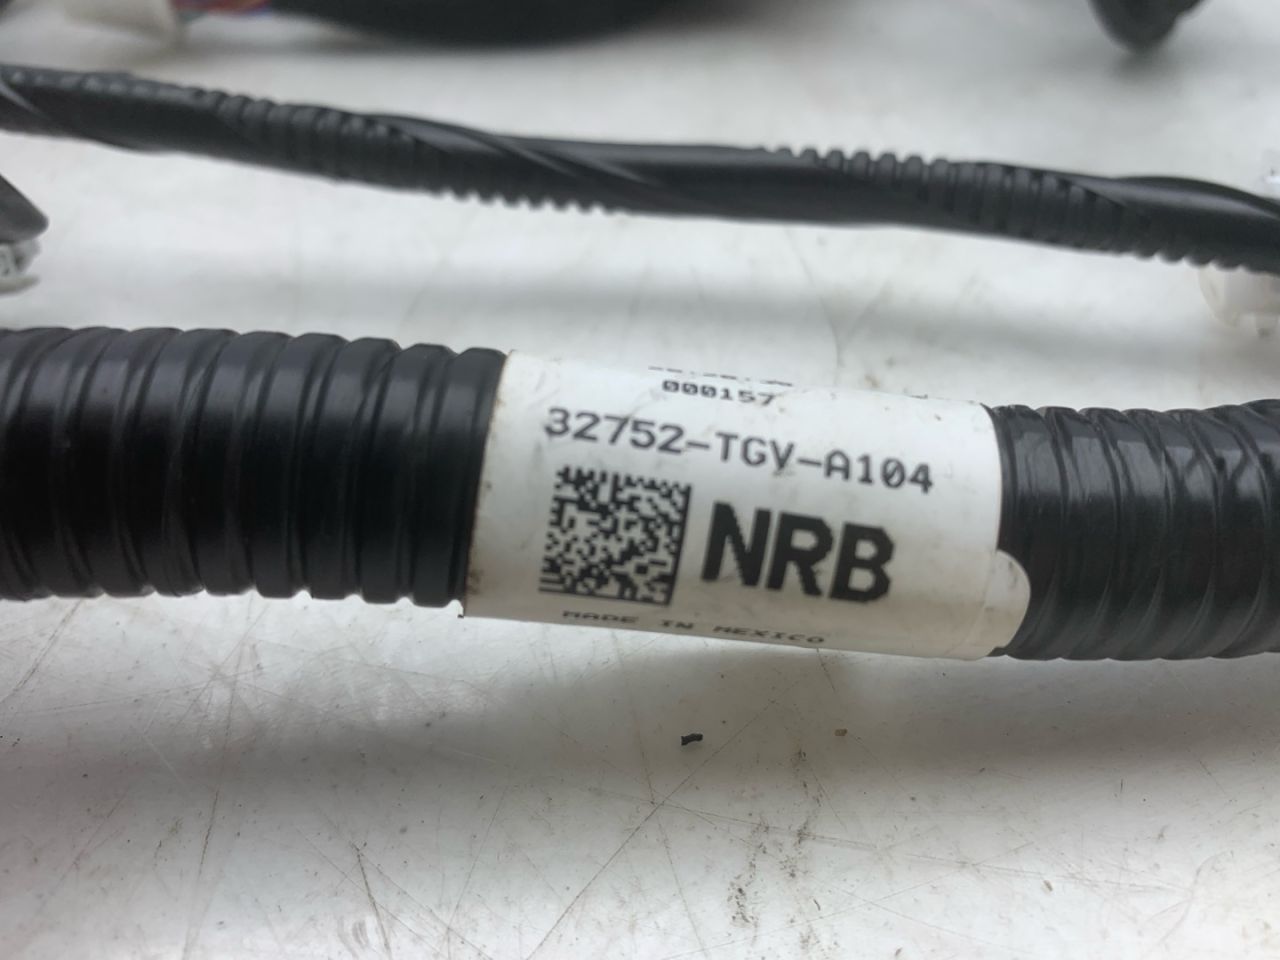 000157
32752-TGV-A104
NRB
MADE IN MEXICO